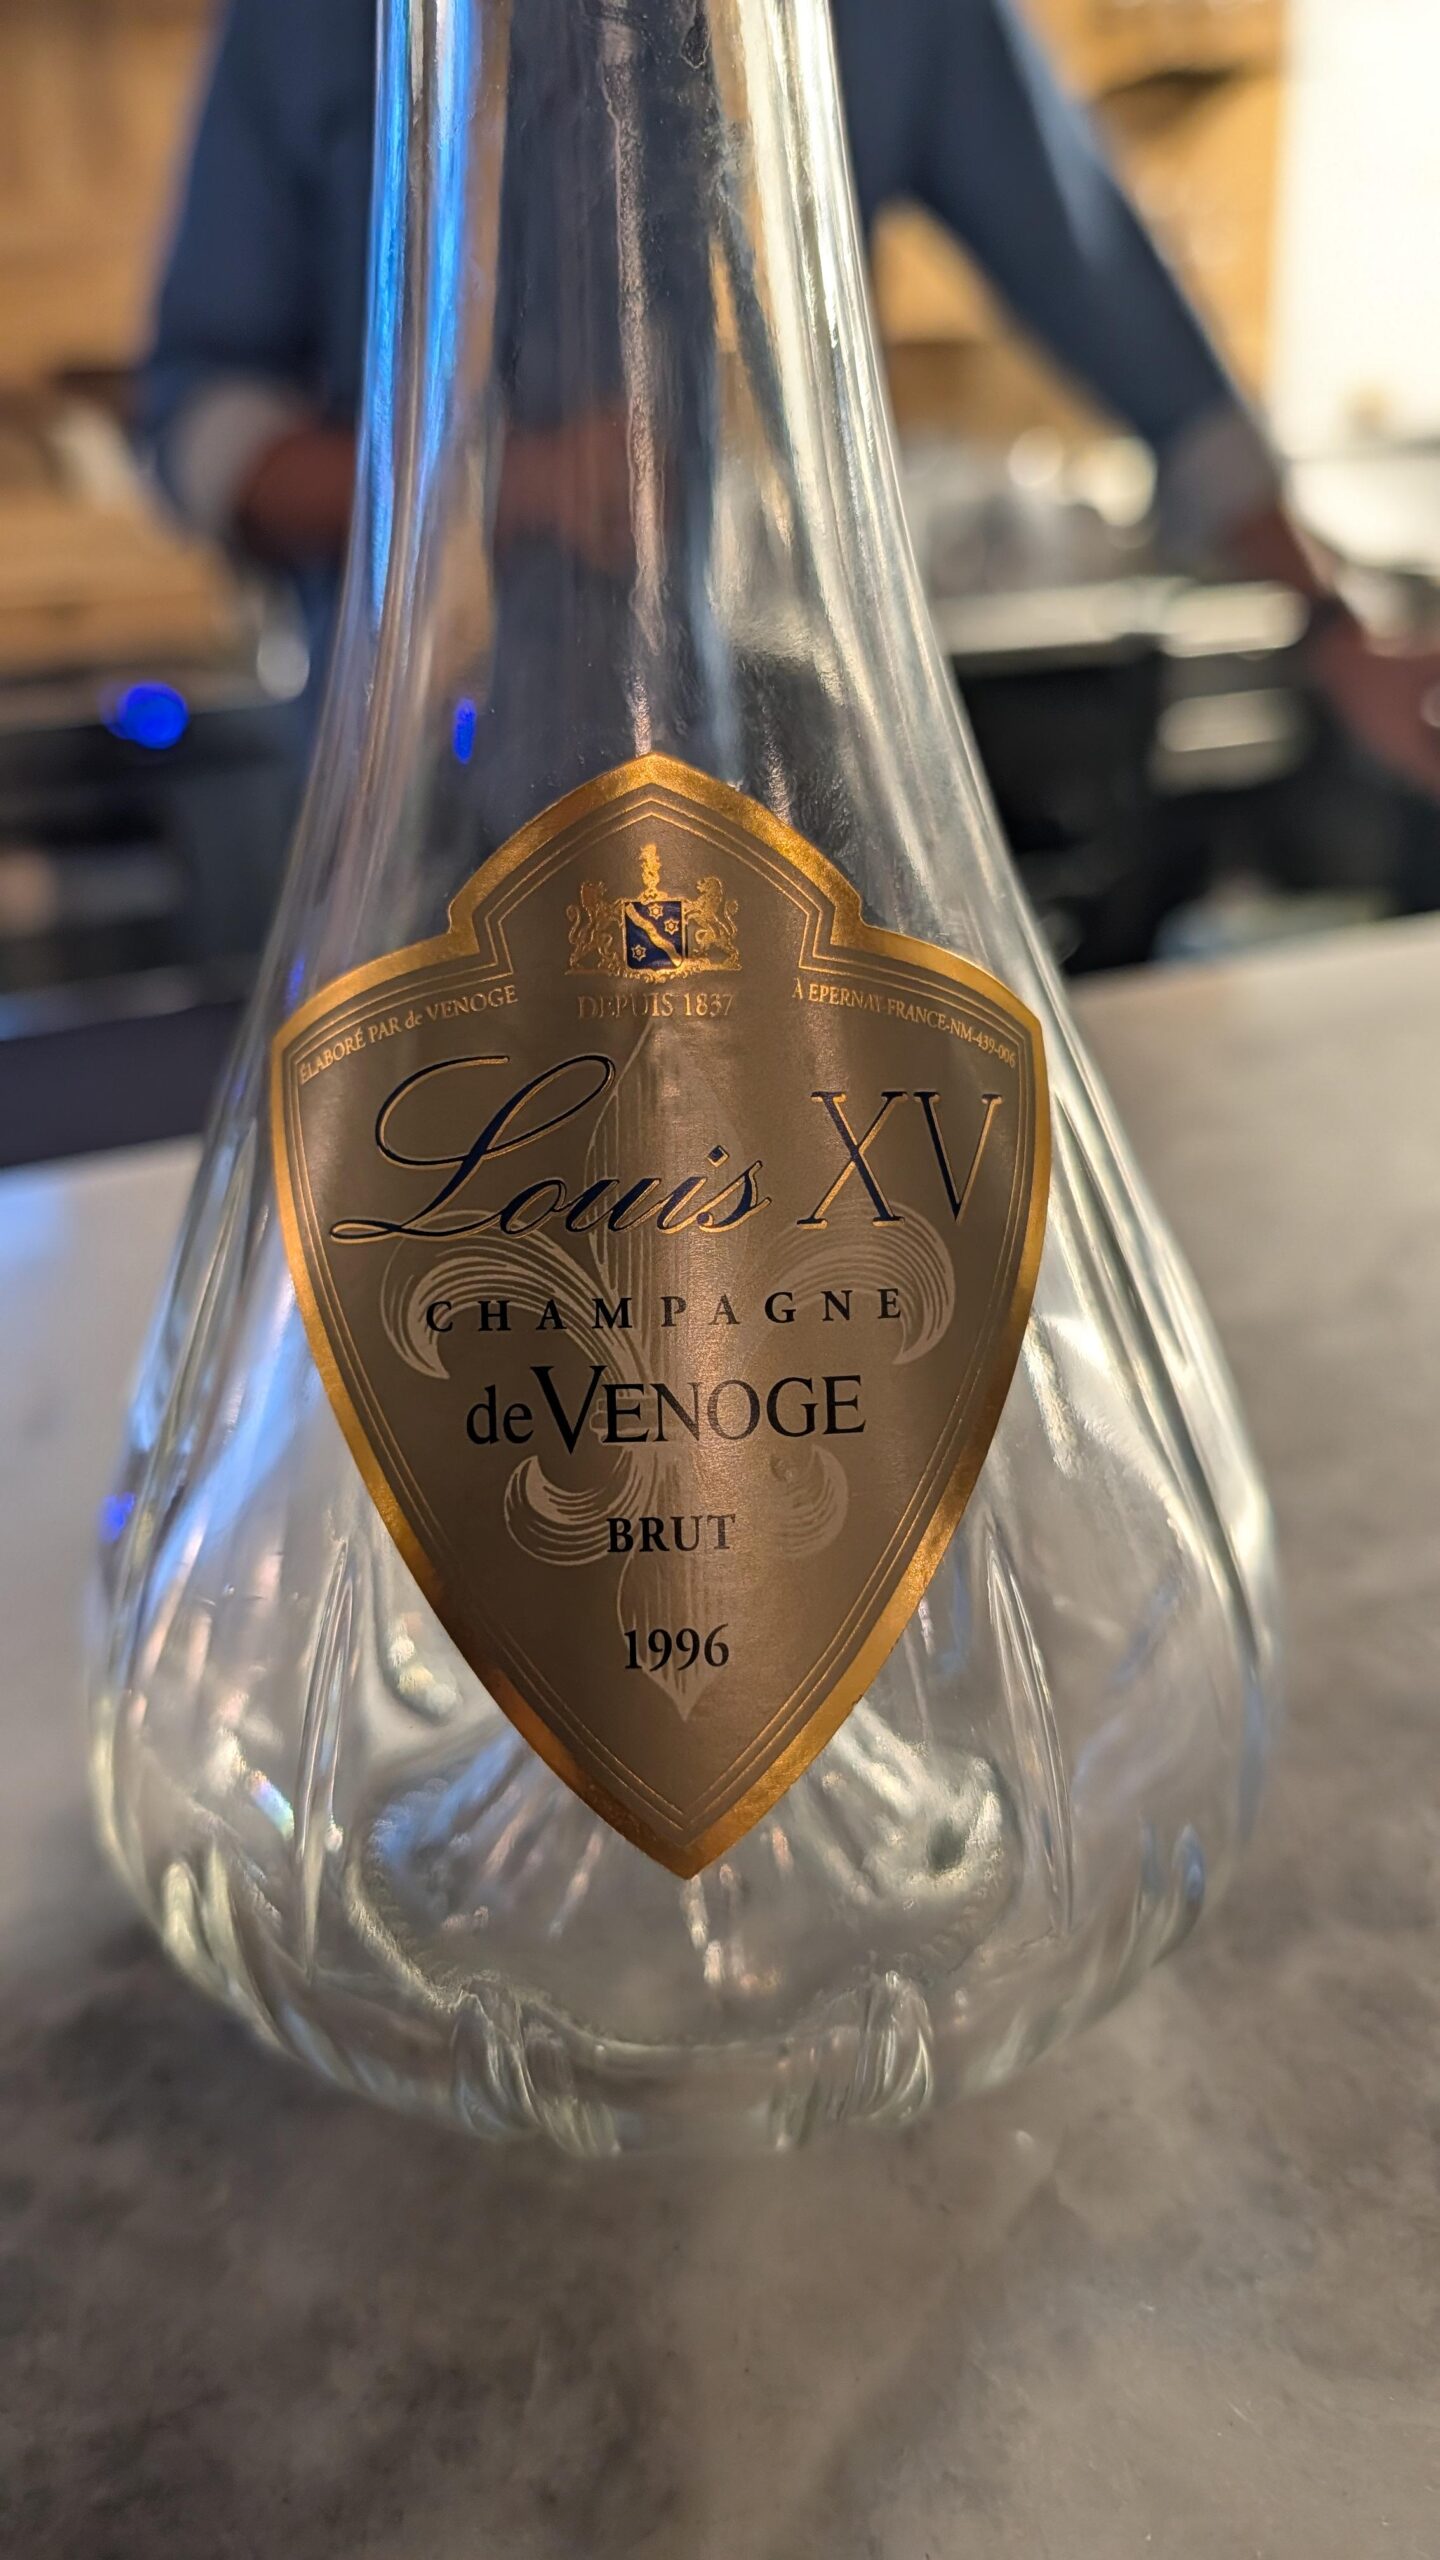 DEPUIS 1837
ÉLABORÉ PAR de VENOGE
À EPERNAY-FRANCE-NM-439-006
Louis XV
CHAMPAGNE
de VENOGE
BRUT
1996